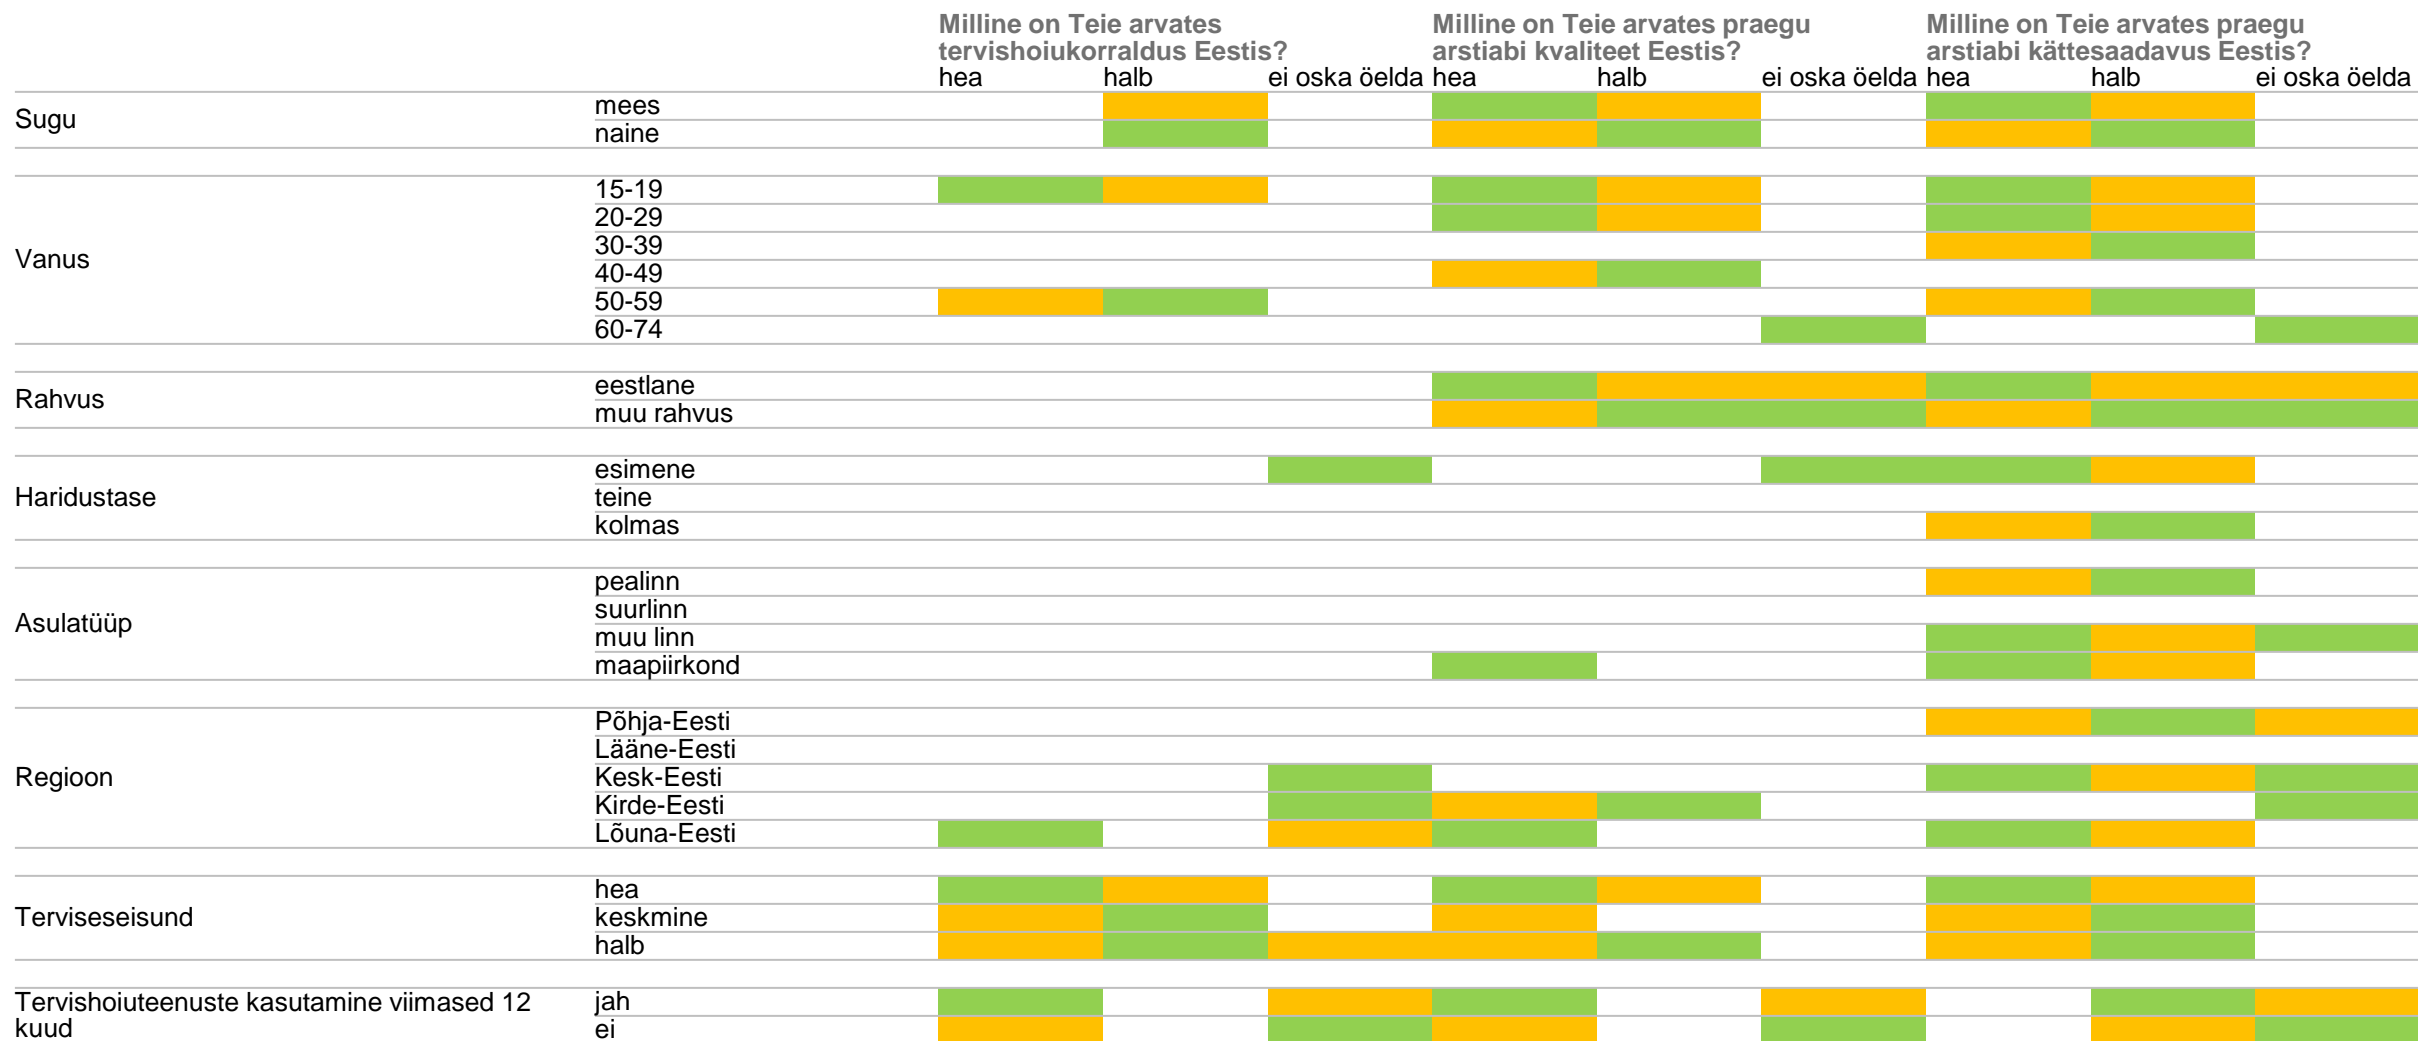 Milline on Teie arvates
tervishoiukorraldus Eestis?
Milline on Teie arvates praegu
arstiabi kvaliteet Eestis?
Milline on Teie arvates praegu
arstiabi kättesaadavus Eestis?
hea halb ei oska öelda hea halb ei oska öelda hea halb ei oska öelda
Sugu
mees
naine
Vanus
15-19
20-29
30-39
40-49
50-59
60-74
Rahvus
eestlane
muu rahvus
Haridustase
esimene
teine
kolmas
Asulatüüp
pealinn
suurlinn
muu linn
maapiirkond
Regioon
Põhja-Eesti
Lääne-Eesti
Kesk-Eesti
Kirde-Eesti
Lõuna-Eesti
Terviseseisund
hea
keskmine
halb
Tervishoiuteenuste kasutamine viimased 12
kuud
jah
ei